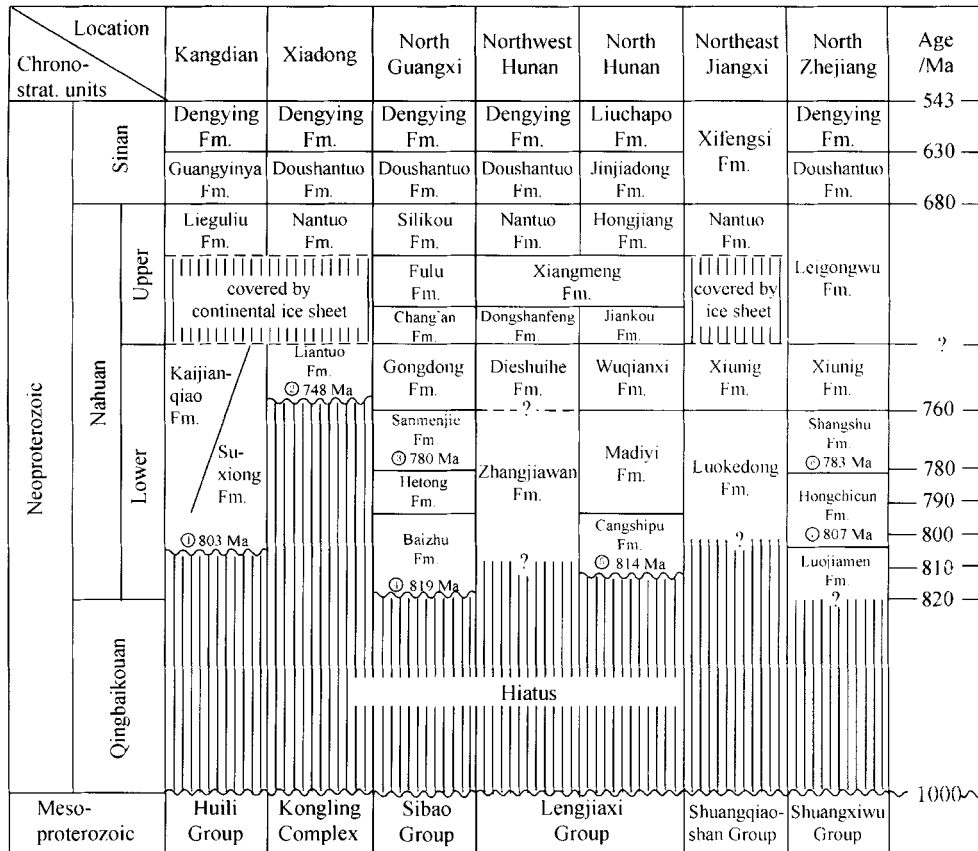 Location
Chrono-
strat. units
Kangdian
Xiadong
North
Guangxi
Northwest
Hunan
North
Hunan
Northeast
Jiangxi
North
Zhejiang
Age
/Ma
543
Neoproterozoic
Sinan
Dengying
Fm.
Dengying
Fm.
Dengying
Fm.
Dengying
Fm.
Liuchapo
Fm.
Xifengsi
Fm.
Dengying
Fm.
630
Guangyinya
Fm.
Doushantuo
Fm.
Doushantuo
Fm.
Doushantuo
Fm.
Jinjiadong
Fm.
Doushantuo
Fm.
680
Nahuan
Upper
Lieguliu
Fm.
Nantuo
Fm.
Silikou
Fm.
Nantuo
Fm.
Hongjiang
Fm.
Nantuo
Fm.
Leigongwu
Fm.
covered by
continental ice sheet
Fulu
Fm.
Xiangmeng
Fm.
covered by
ice sheet
Chang'an
Fm.
Dongshanfeng
Fm.
Jiankou
Fm.
?
Lower
Kaijian-
qiao
Fm.
Su-
xiong
Fm.
① 803 Ma
Liantuo
Fm.
② 748 Ma
Gongdong
Fm.
Dieshuihe
Fm.
?
Wuqianxi
Fm.
Xiunig
Fm.
Xiunig
Fm.
760
Sanmenjie
Fm.
③ 780 Ma
Zhangjiawan
Fm.
?
Madiyi
Fm.
Luokedong
Fm.
?
Shangshu
Fm.
783 Ma
780
Hetong
Fm.
Hongchicun
Fm.
807 Ma
790
Baizhu
Fm.
④ 819 Ma
Cangshipu
Fm.
⑤ 814 Ma
800
Luojiamen
Fm.
?
810
820
Qingbaikouan
Hiatus
1000
Meso-
proterozoic
Huili
Group
Kongling
Complex
Sibao
Group
Lengjiaxi
Group
Shuangqiao-
shan Group
Shuangxiwu
Group